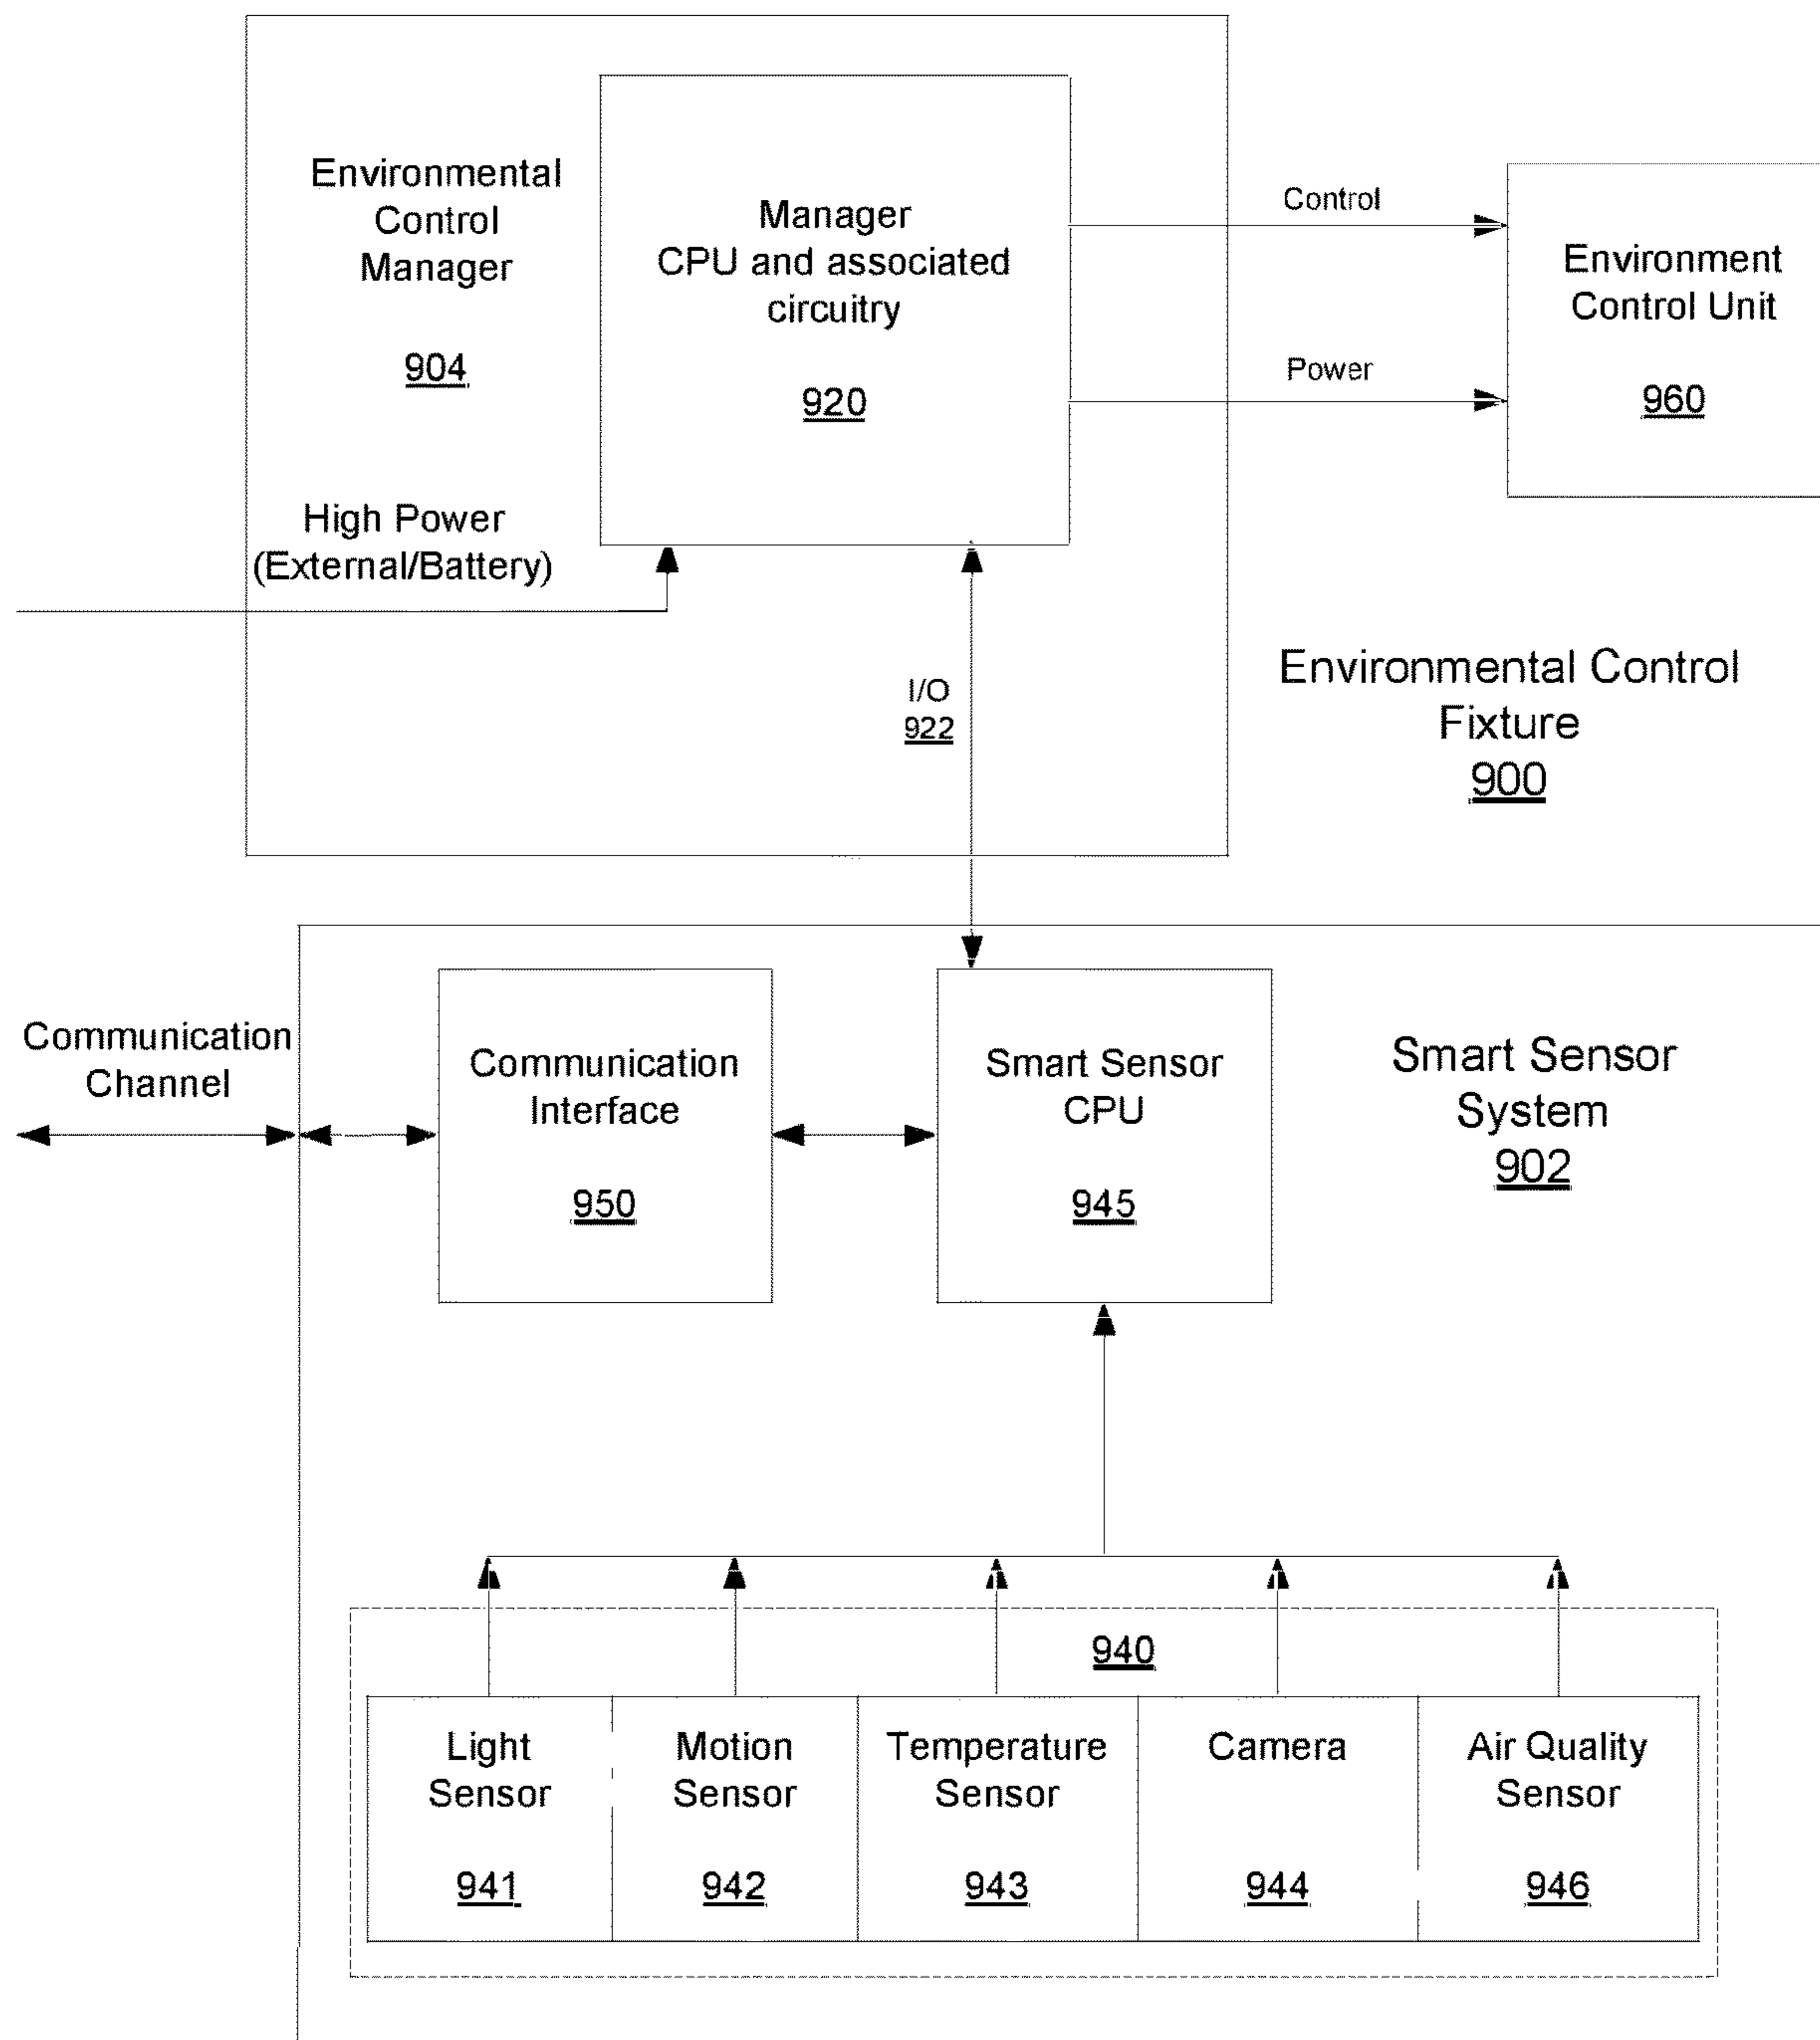 Environmental
Control
Manager
904
Manager
CPU and associated
circuitry
920
Control
Power
Environment
Control Unit
960
High Power
(External/Battery)
I/O
922
Environmental Control
Fixture
900
Communication
Channel
Communication
Interface
950
Smart Sensor
CPU
945
Smart Sensor
System
902
940
Light
Sensor
941
Motion
Sensor
942
Temperature
Sensor
943
Camera
944
Air Quality
Sensor
946